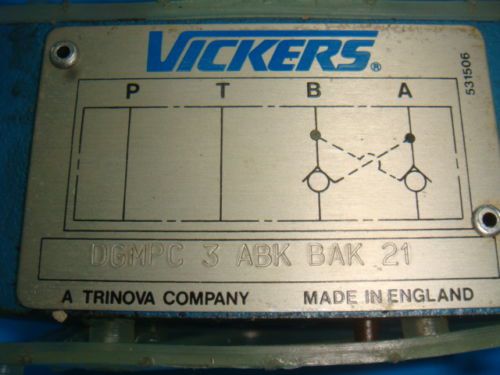 VICKERS®
P T B A
531506
DGMPC 3 ABK BAK 21
A TRINOVA COMPANY MADE IN ENGLAND